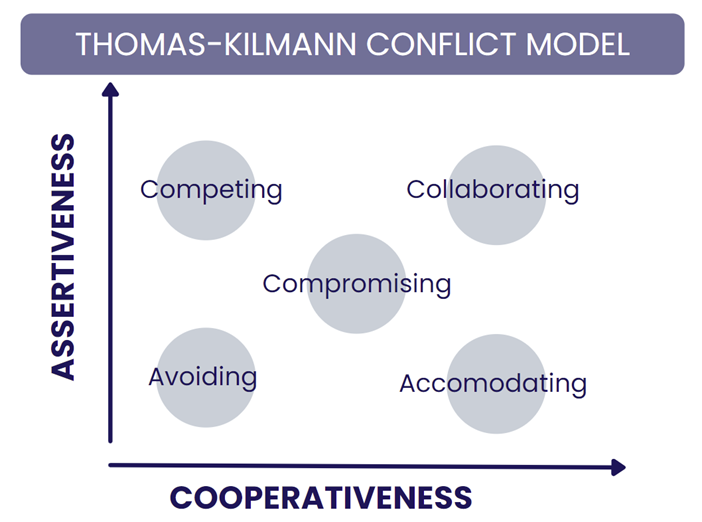 THOMAS-KILMANN CONFLICT MODEL
ASSERTIVENESS
Competing
Collaborating
Compromising
Avoiding
Accomodating
COOPERATIVENESS